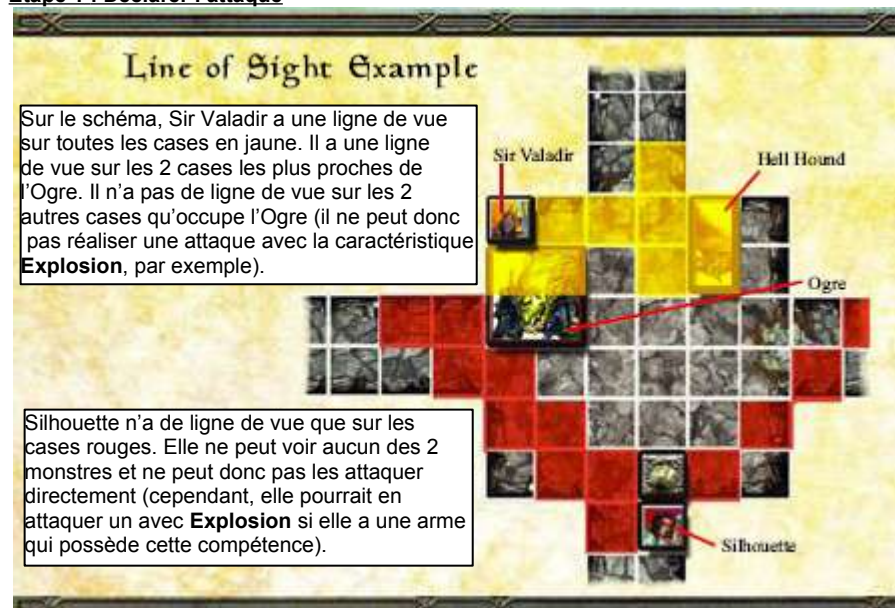 Étape 1 : Déclarer l'attaque
Line of Sight Example
Sur le schéma, Sir Valadir a une ligne de vue
sur toutes les cases en jaune. Il a une ligne
de vue sur les 2 cases les plus proches de
l'Ogre. Il n'a pas de ligne de vue sur les 2
autres cases qu'occupe l'Ogre (il ne peut donc
pas réaliser une attaque avec la caractéristique
Explosion, par exemple).
Sir Valadir
Hell Hound
Ogre
Silhouette n'a de ligne de vue que sur les
cases rouges. Elle ne peut voir aucun des 2
monstres et ne peut donc pas les attaquer
directement (cependant, elle pourrait en
attaquer un avec Explosion si elle a une arme
qui possède cette compétence).
Silhouette